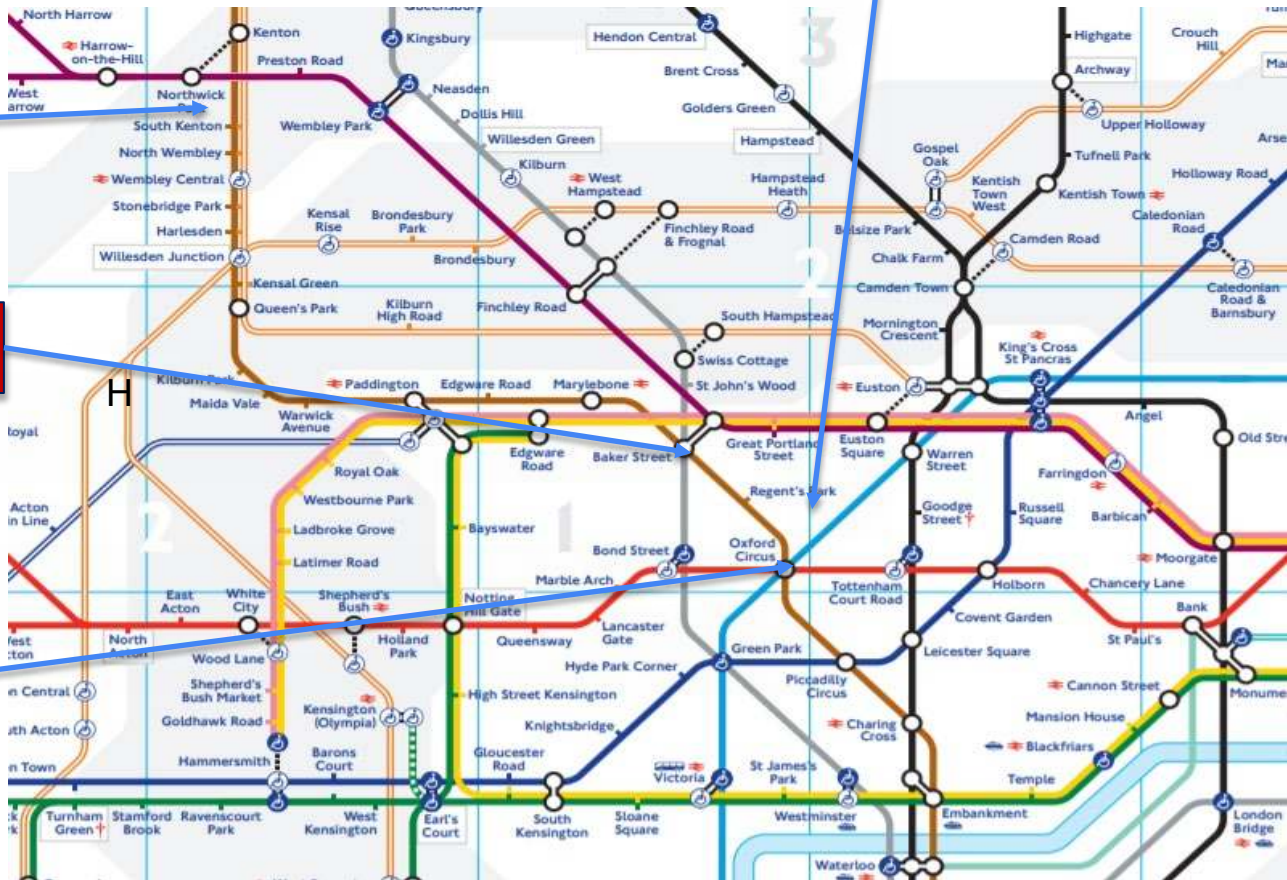 Queensbury
North Harrow
Kenton
Kingsbury
Hendon Central
3
Highgate
Crouch
Hill
Harrow-
on-the-Hill
Preston Road
Brent Cross
Archway
West
Northwick
Neasden
Golders Green
Wembley Park
Dollis Hill
Upper Holloway
South Kenton
Willesden Green
Hampstead
North Wembley
Gospel
Oak
Tufnell Park
Wembley Central
Kilburn
West
Hampstead
Hampstead
Heath
Kentish
Town
West
Kentish Town
Holloway Road
Stonebridge Park
Kensal
Rise
Brondesbury
Park
Caledonian
Road
Harlesden
Finchley Road
& Frognal
Belsize Park
Camden Road
Willesden Junction
Brondesbury
Chalk Farm
2
Kensal Green
Camden Town
Caledonian
Road &
Barnsbury
Queen's Park
Kilburn
High Road
Finchley Road
South Hampstead
Mornington
Crescent
King's Cross
St Pancras
Swiss Cottage
Kilburn Park
H
Paddington
Edgware Road
Marylebone
St John's Wood
Euston
Maida Vale
Warwick
Avenue
Angel
Edgware
Road
Baker Street
Great Portland
Street
Euston
Square
Warren
Street
Old
Royal Oak
Farringdon
Westbourne Park
Regent's Park
Goodge
Street
Russell
Square
Barbican
Acton
2
Ladbroke Grove
Bayswater
1
Bond Street
Oxford
Circus
Moorgate
Latimer Road
Marble Arch
Tottenham
Court Road
Holborn
Chancery Lane
East
Acton
White
City
Shepherd's
Bush
Notting
Hill Gate
Bank
North
Acton
Holland
Park
Queensway
Lancaster
Gate
Covent Garden
St Paul's
Wood Lane
Hyde Park Corner
Green Park
Leicester Square
Shepherd's
Bush Market
High Street Kensington
Piccadilly
Circus
Cannon Street
Goldhawk Road
Kensington
(Olympia)
Knightsbridge
Charing
Cross
Mansion House
Blackfriars
Hammersmith
Barons
Court
Gloucester
Road
Victoria
St James's
Park
Temple
Turnham
Green
Stamford
Brook
Ravenscourt
Park
West
Kensington
Earl's
Court
South
Kensington
Sloane
Square
Westminster
Embankment
London
Bridge
Waterloo